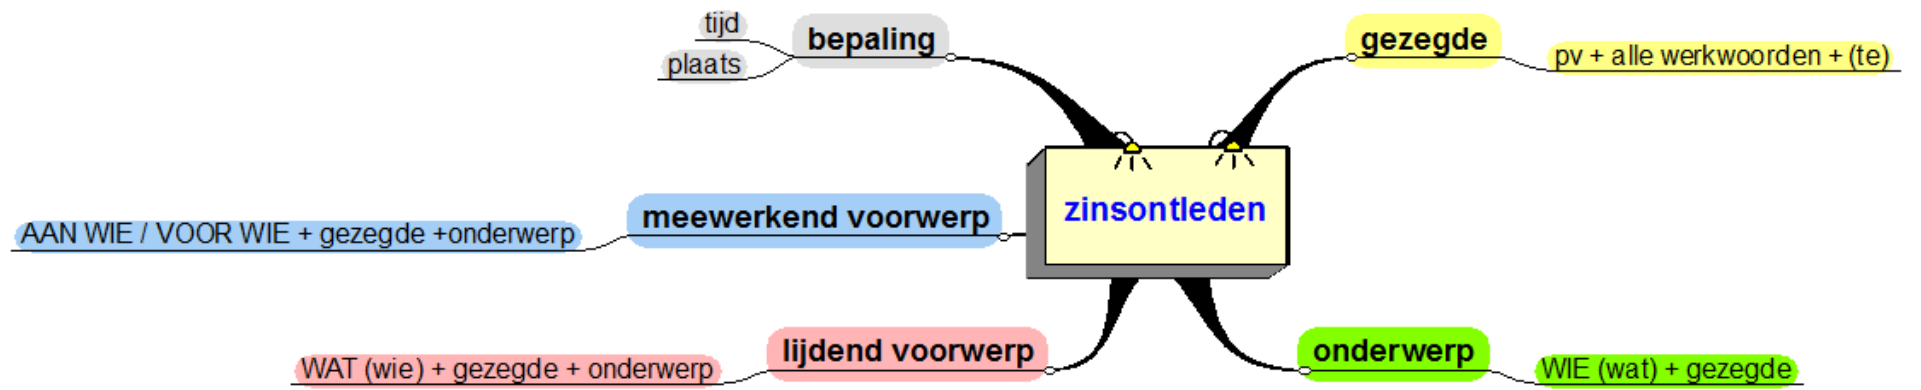 tijd
plaats
bepaling
gezegde
pv + alle werkwoorden + (te)
zinsontleden
meewerkend voorwerp
AAN WIE / VOOR WIE + gezegde +onderwerp
lijdend voorwerp
WAT (wie) + gezegde + onderwerp
onderwerp
WIE (wat) + gezegde